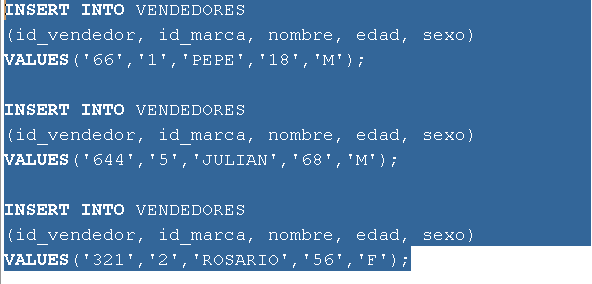 INSERT INTO VENDEDORES
(id_vendedor, id_marca, nombre, edad, sexo)
VALUES('66','1','PEPE','18','M');
INSERT INTO VENDEDORES
(id_vendedor, id_marca, nombre, edad, sexo)
VALUES('644','5','JULIAN','68','M');
INSERT INTO VENDEDORES
(id_vendedor, id_marca, nombre, edad, sexo)
VALUES('321','2','ROSARIO','56','F');